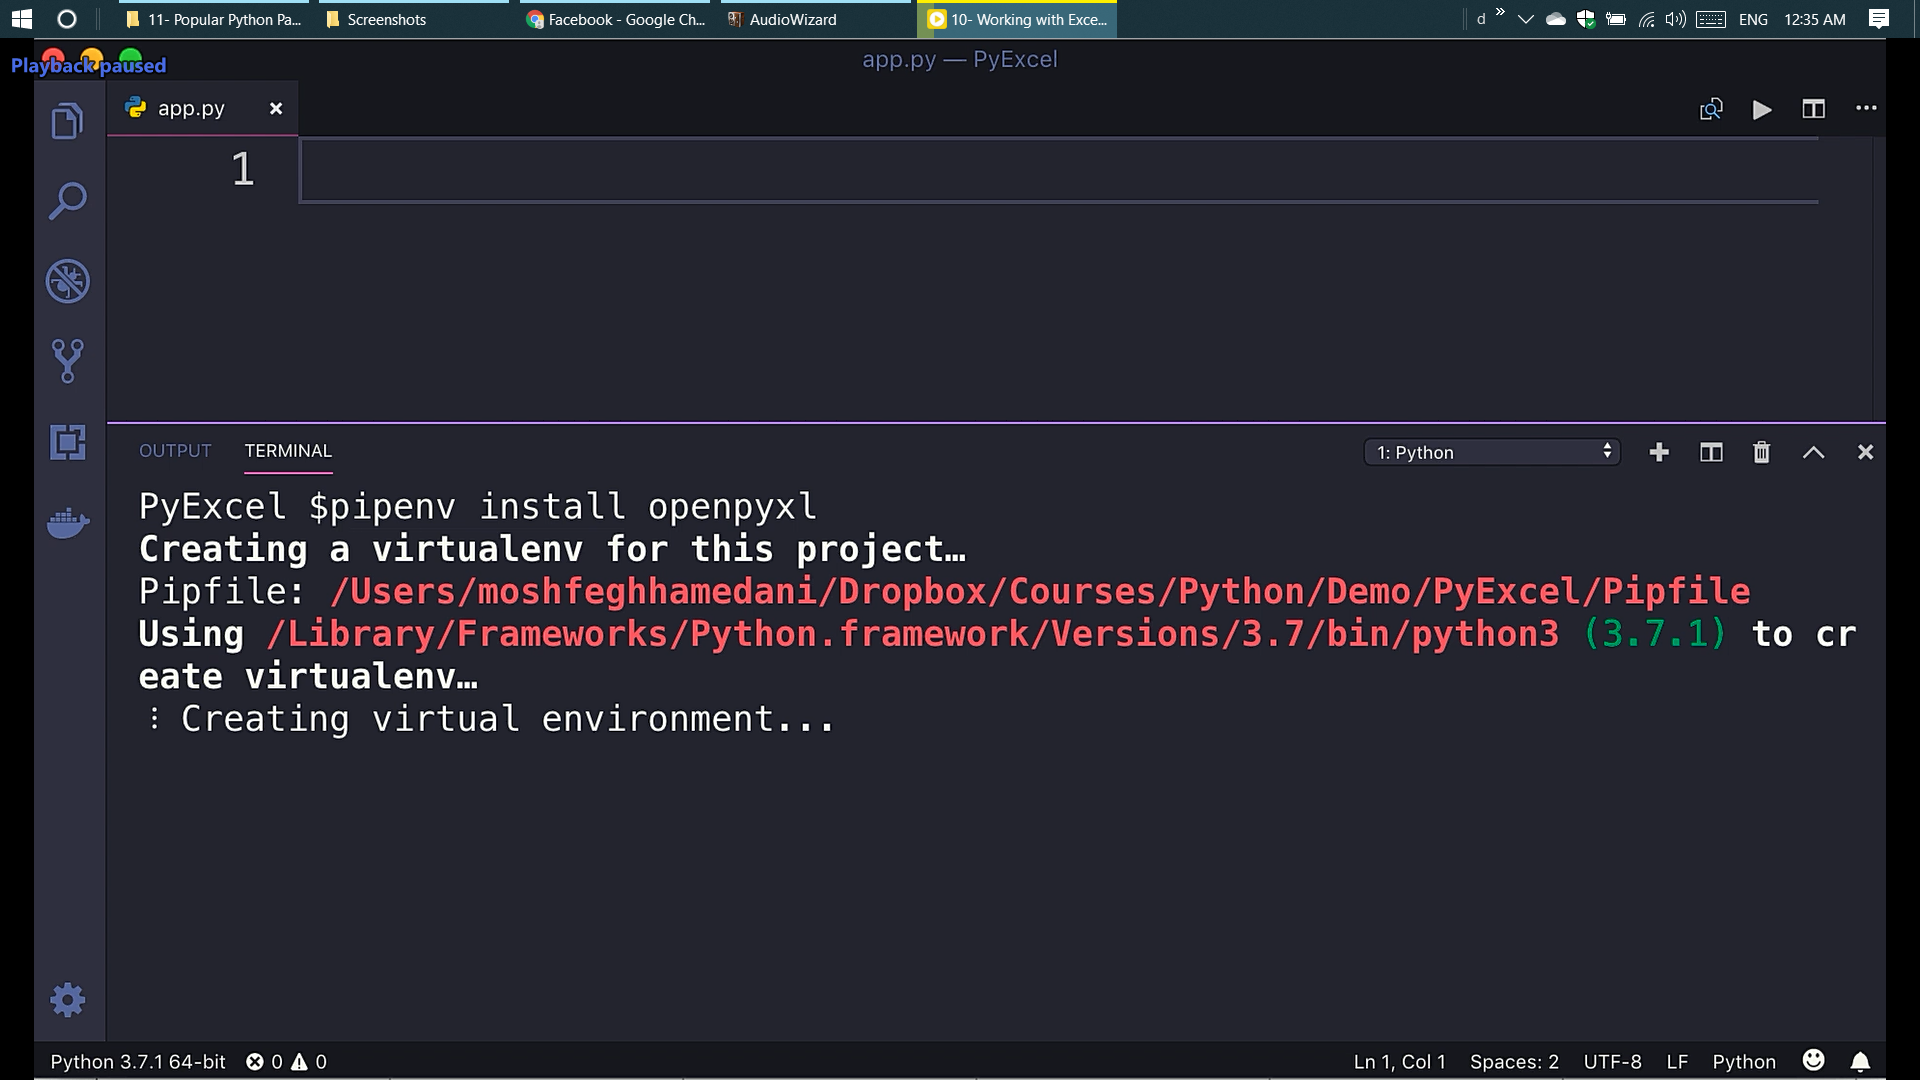 11- Popular Python Pa...
Screenshots
Facebook - Google Ch...
AudioWizard
10- Working with Exce...
d
ENG
12:35 AM
Playback paused
app.py — PyExcel
app.py
1
OUTPUT
TERMINAL
1: Python
PyExcel $pipenv install openpyxl
Creating a virtualenv for this project…
Pipfile: /Users/moshfeghhamedani/Dropbox/Courses/Python/Demo/PyExcel/Pipfile
Using /Library/Frameworks/Python.framework/Versions/3.7/bin/python3 (3.7.1) to cr
eate virtualenv…
⋮ Creating virtual environment...
Python 3.7.1 64-bit
0
0
Ln 1, Col 1
Spaces: 2
UTF-8
LF
Python